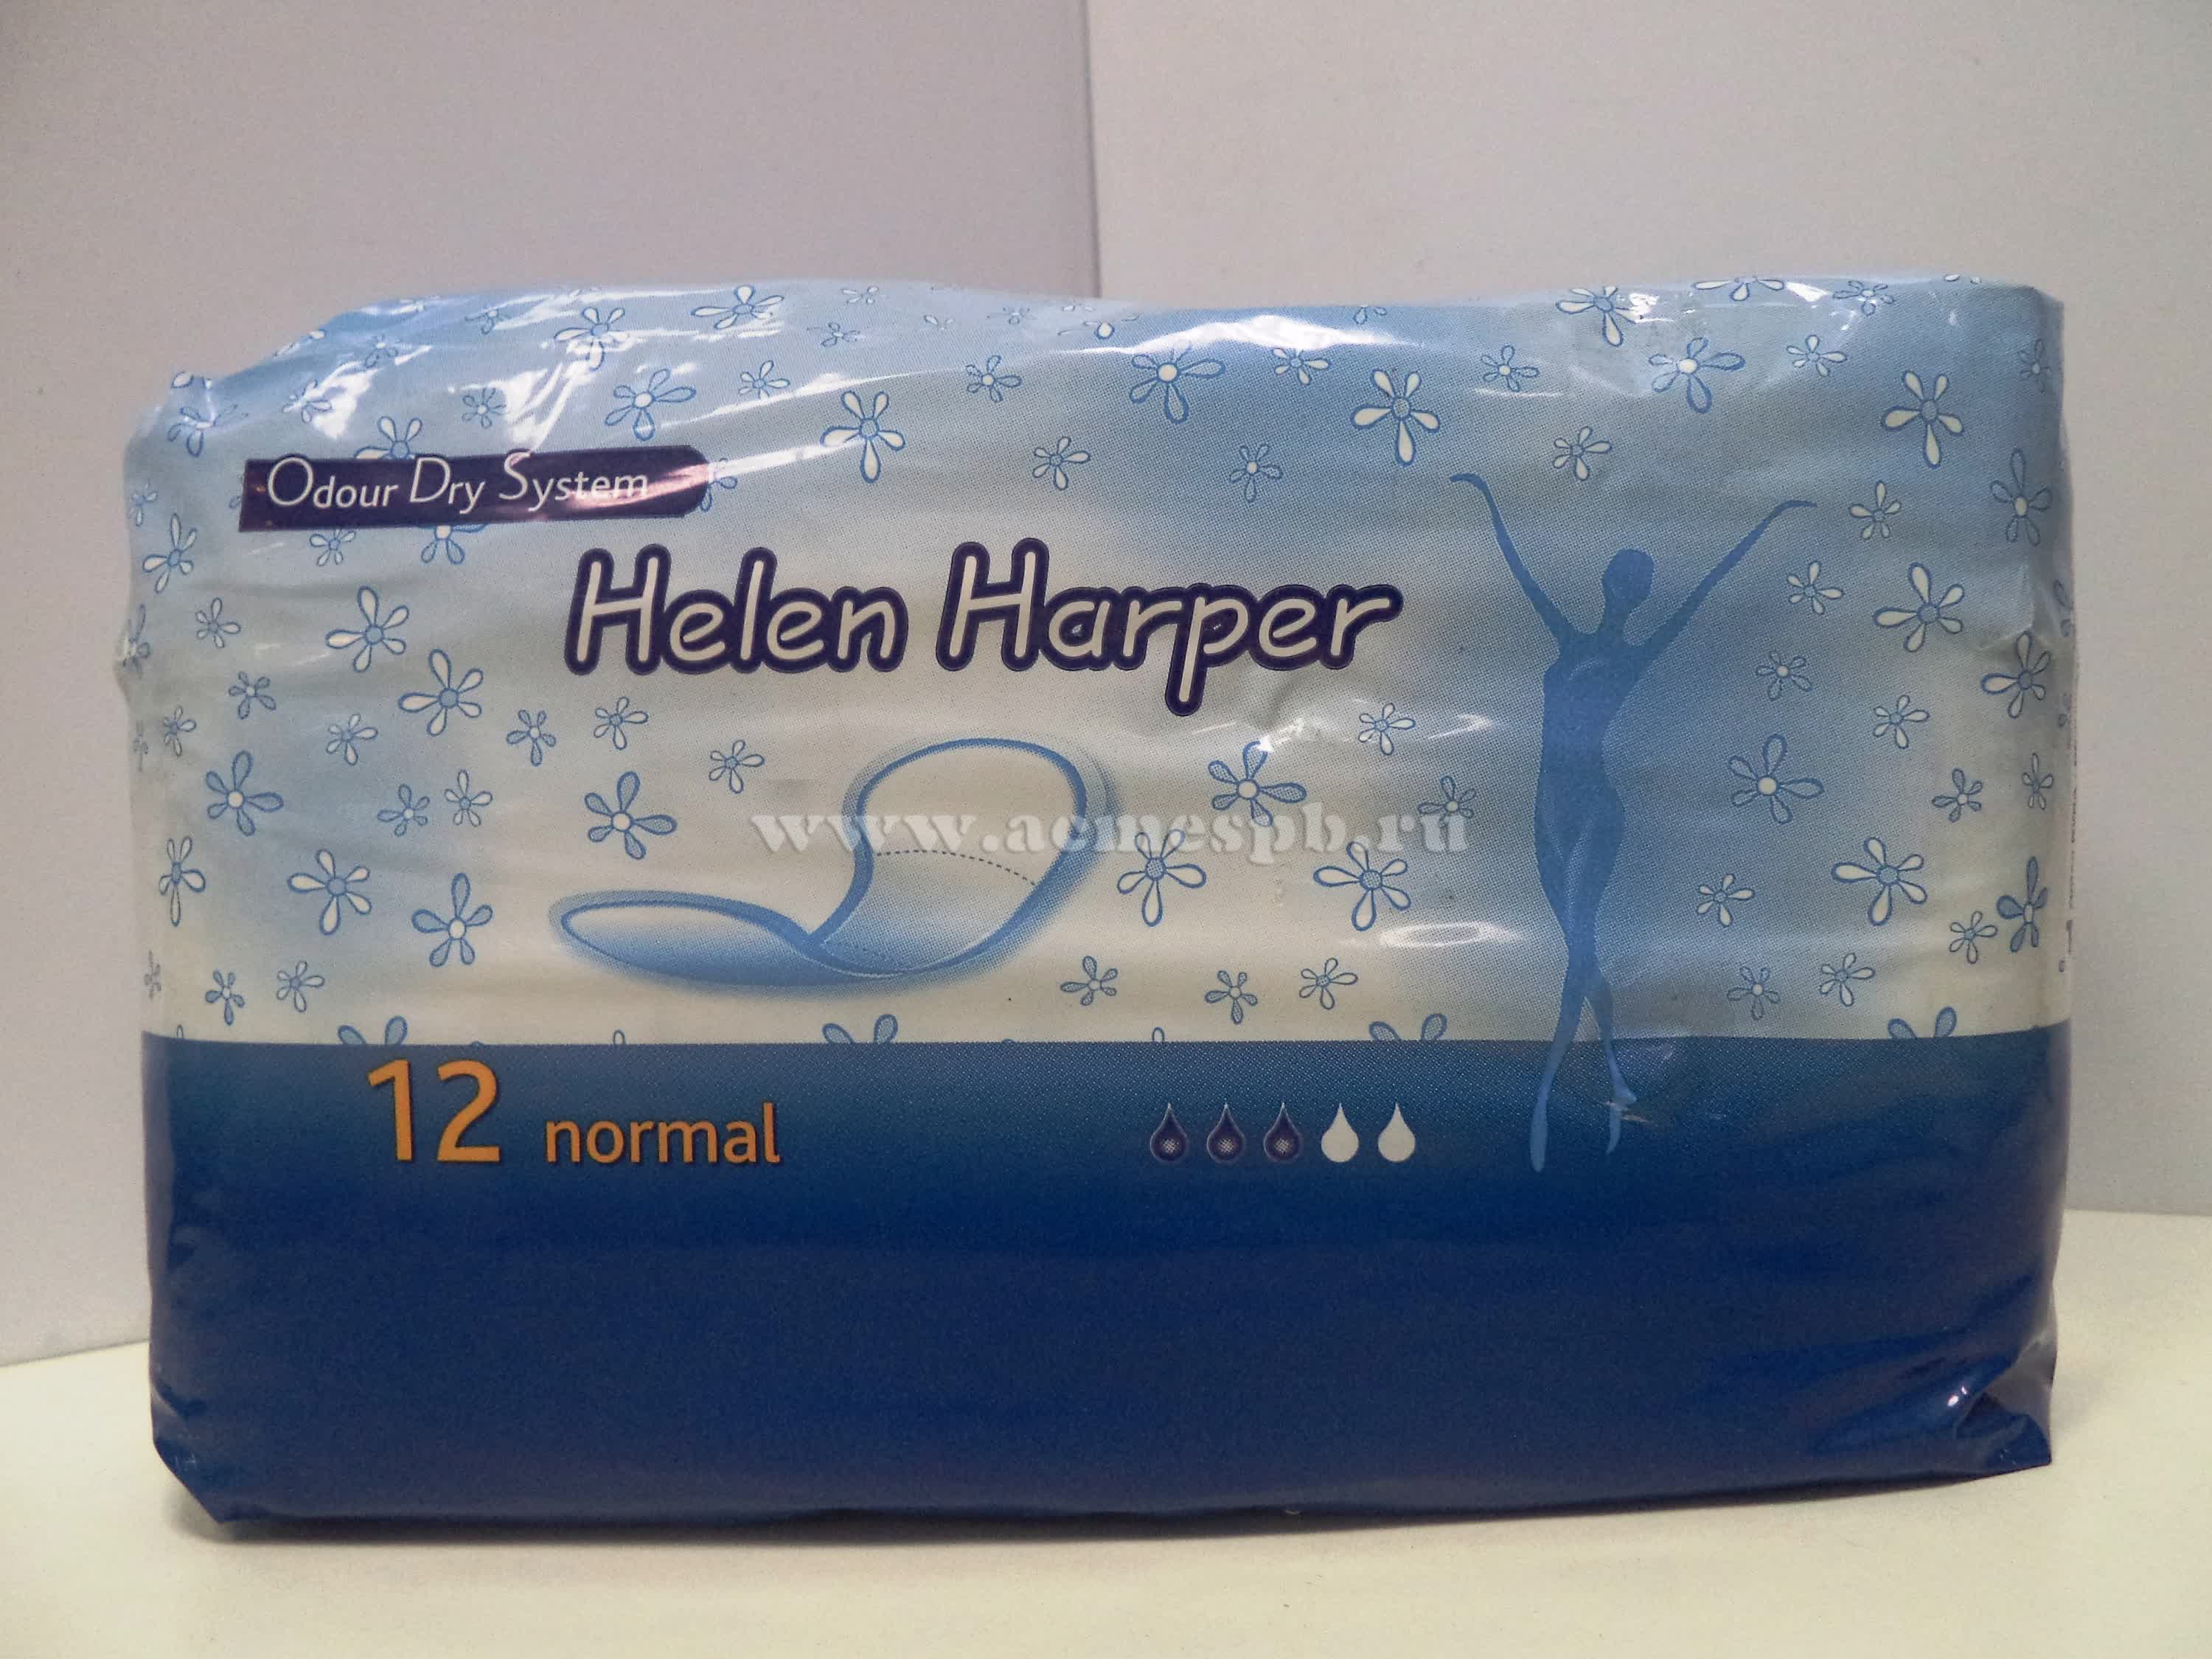 Odour Dry System
Helen Harper
www.acmespb.ru
12 normal